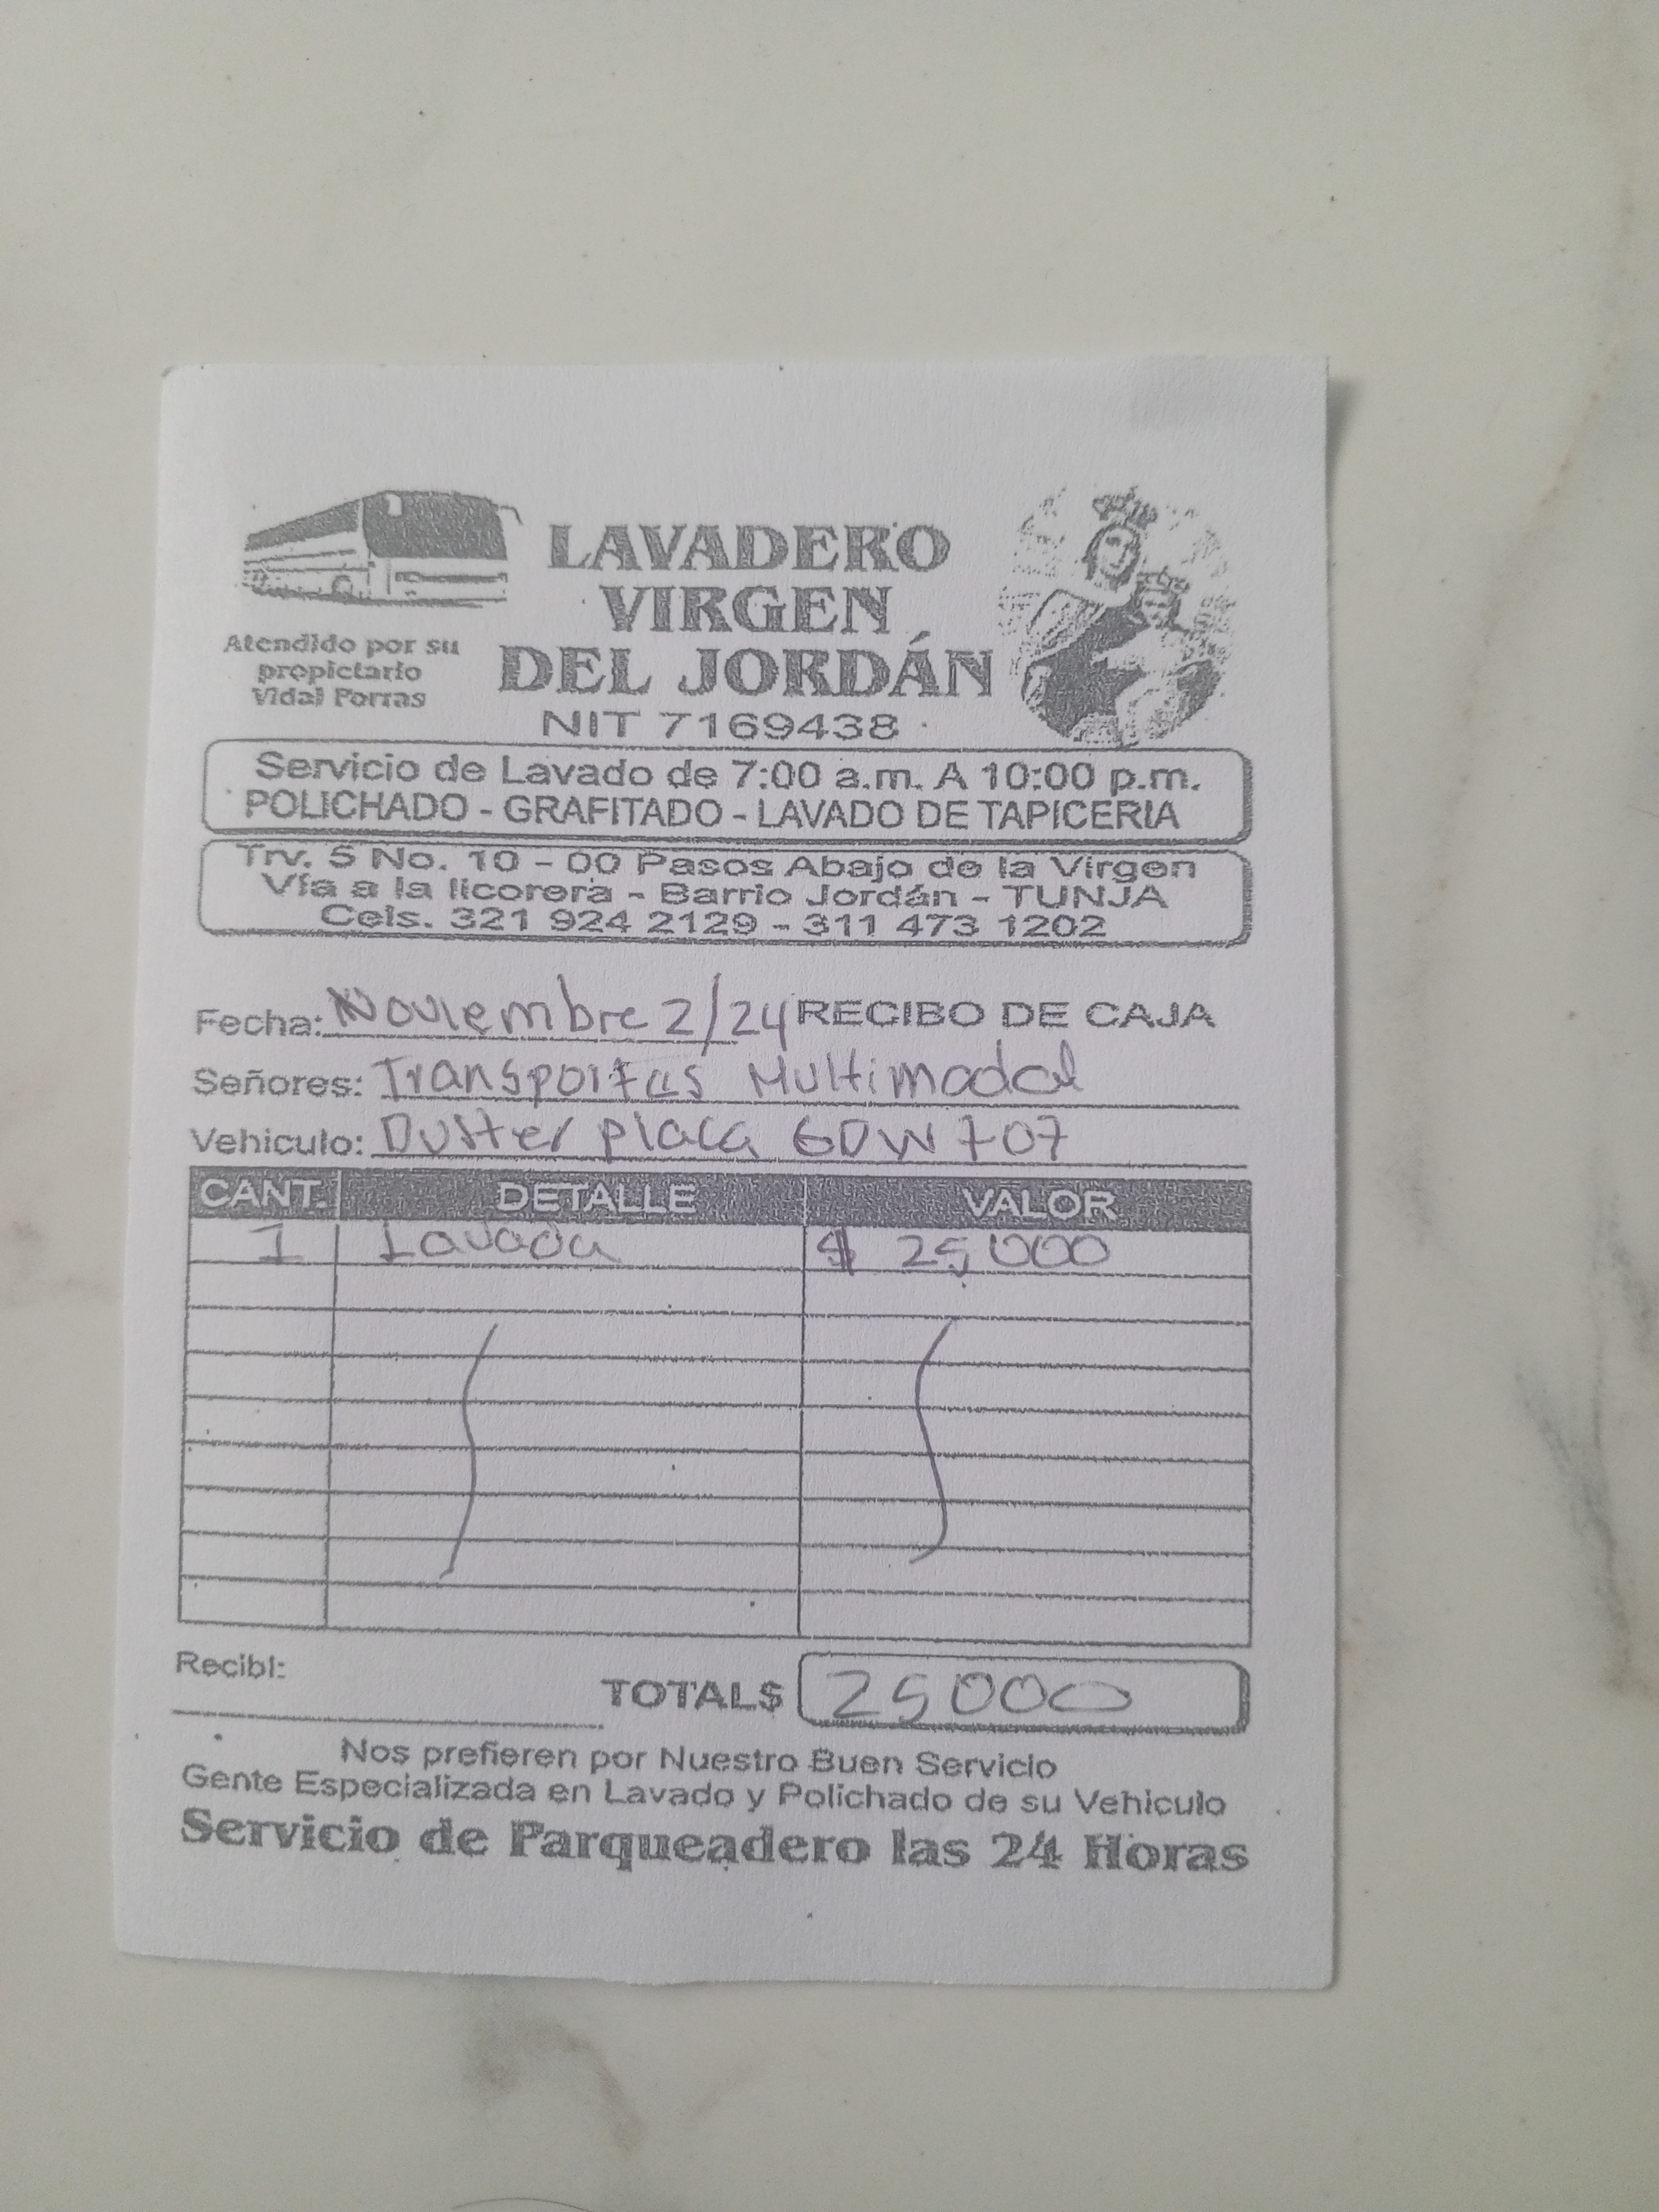 LAVADERO
VIRGEN
DEL JORDÁN
Atendido por su
propietario
Vidal Porras
NIT 7169438
Servicio de Lavado de 7:00 a.m. A 10:00 p.m.
POLICHADO - GRAFITADO - LAVADO DE TAPICERIA
Trv. 5 No. 10 - 00 Pasos Abajo de la Virgen
Vía a la licorera - Barrio Jordán - TUNJA
Cels. 321 924 2129 - 311 473 1202
Fecha: Noviembre 2/24 RECIBO DE CAJA
Señores: Transportes Multimodal
Vehiculo: Duster placa GDW707
CANT. DETALLE VALOR
1 Lavada $ 25,000
Recibí:
TOTAL$ 25000
Nos prefieren por Nuestro Buen Servicio
Gente Especializada en Lavado y Polichado de su Vehiculo
Servicio de Parqueadero las 24 Horas